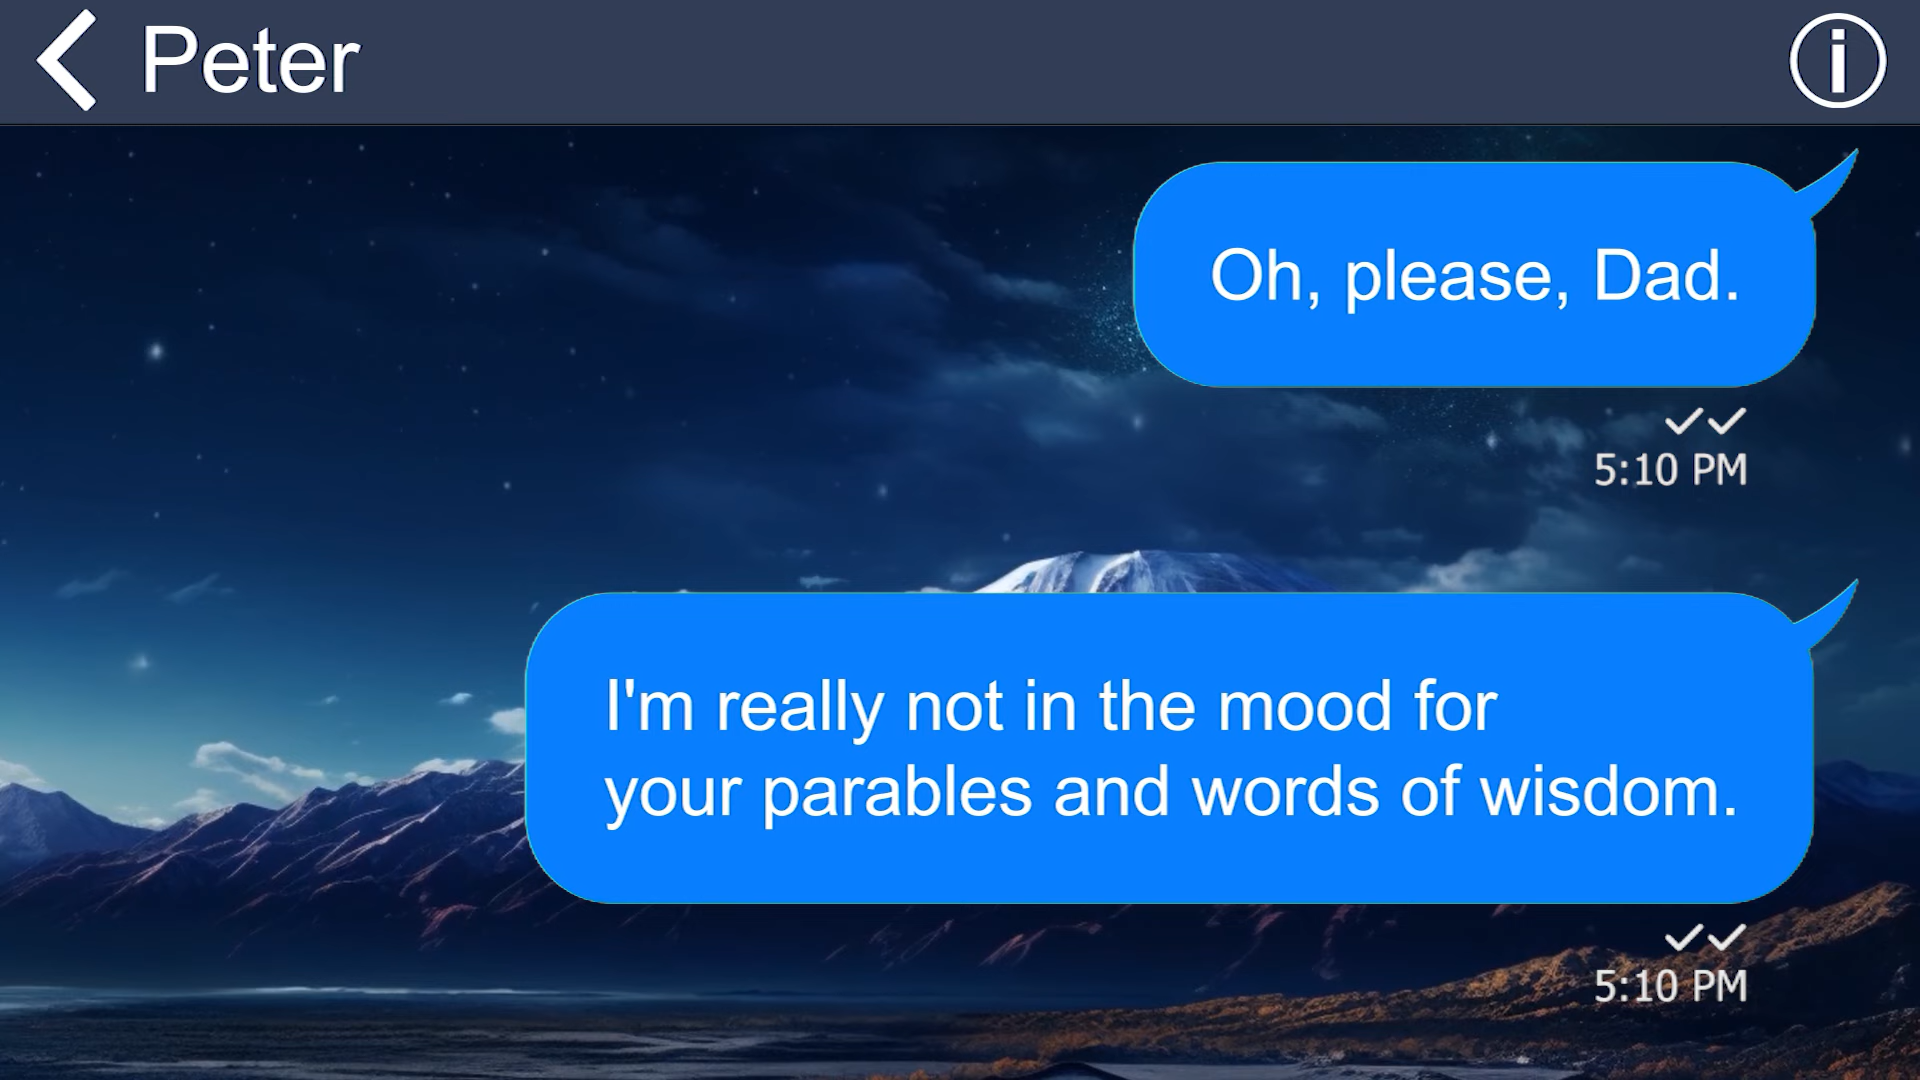 Peter
Oh, please, Dad.
5:10 PM
I'm really not in the mood for
your parables and words of wisdom.
5:10 PM